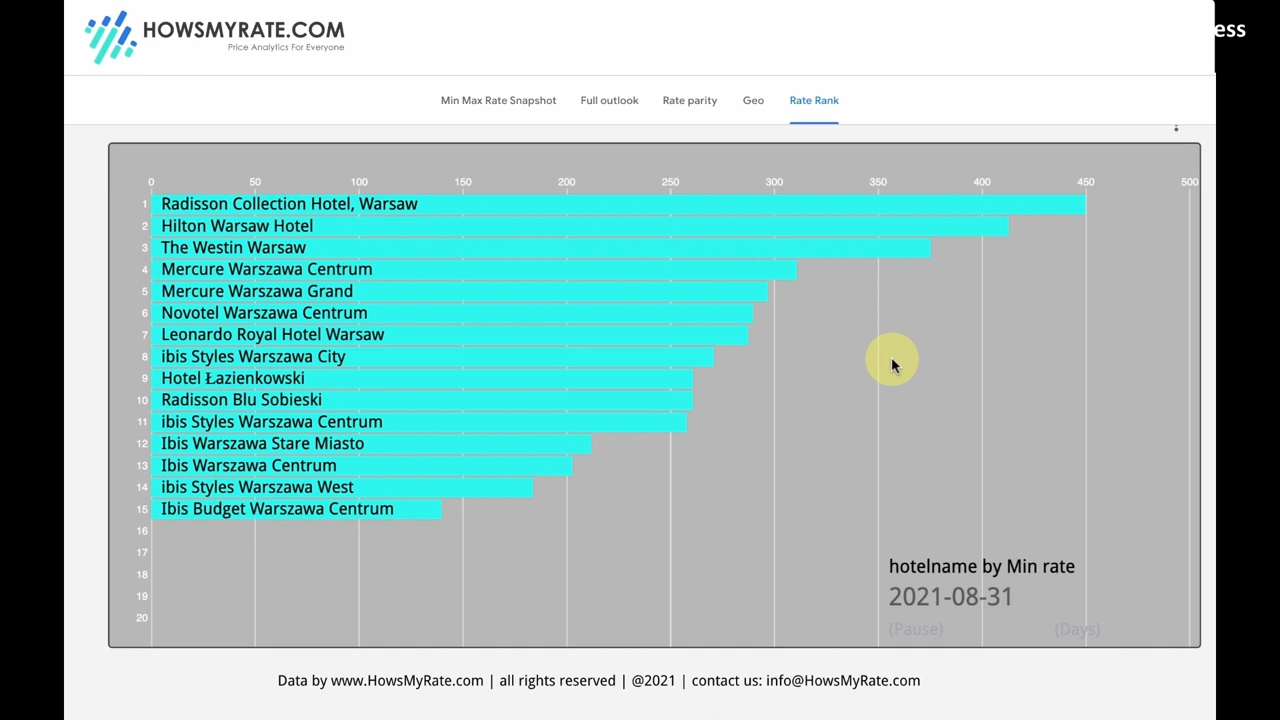 HOWSMYRATE.COM
Price Analytics For Everyone
ess
Min Max Rate Snapshot Full outlook Rate parity Geo Rate Rank
0 50 100 150 200 250 300 350 400 450 500
1 Radisson Collection Hotel, Warsaw
2 Hilton Warsaw Hotel
3 The Westin Warsaw
4 Mercure Warszawa Centrum
5 Mercure Warszawa Grand
6 Novotel Warszawa Centrum
7 Leonardo Royal Hotel Warsaw
8 ibis Styles Warszawa City
9 Hotel Łazienkowski
10 Radisson Blu Sobieski
11 ibis Styles Warszawa Centrum
12 Ibis Warszawa Stare Miasto
13 Ibis Warszawa Centrum
14 ibis Styles Warszawa West
15 Ibis Budget Warszawa Centrum
16
17
18
19
20
hotelname by Min rate
2021-08-31
(Pause) (Days)
Data by www.HowsMyRate.com | all rights reserved | @2021 | contact us: info@HowsMyRate.com